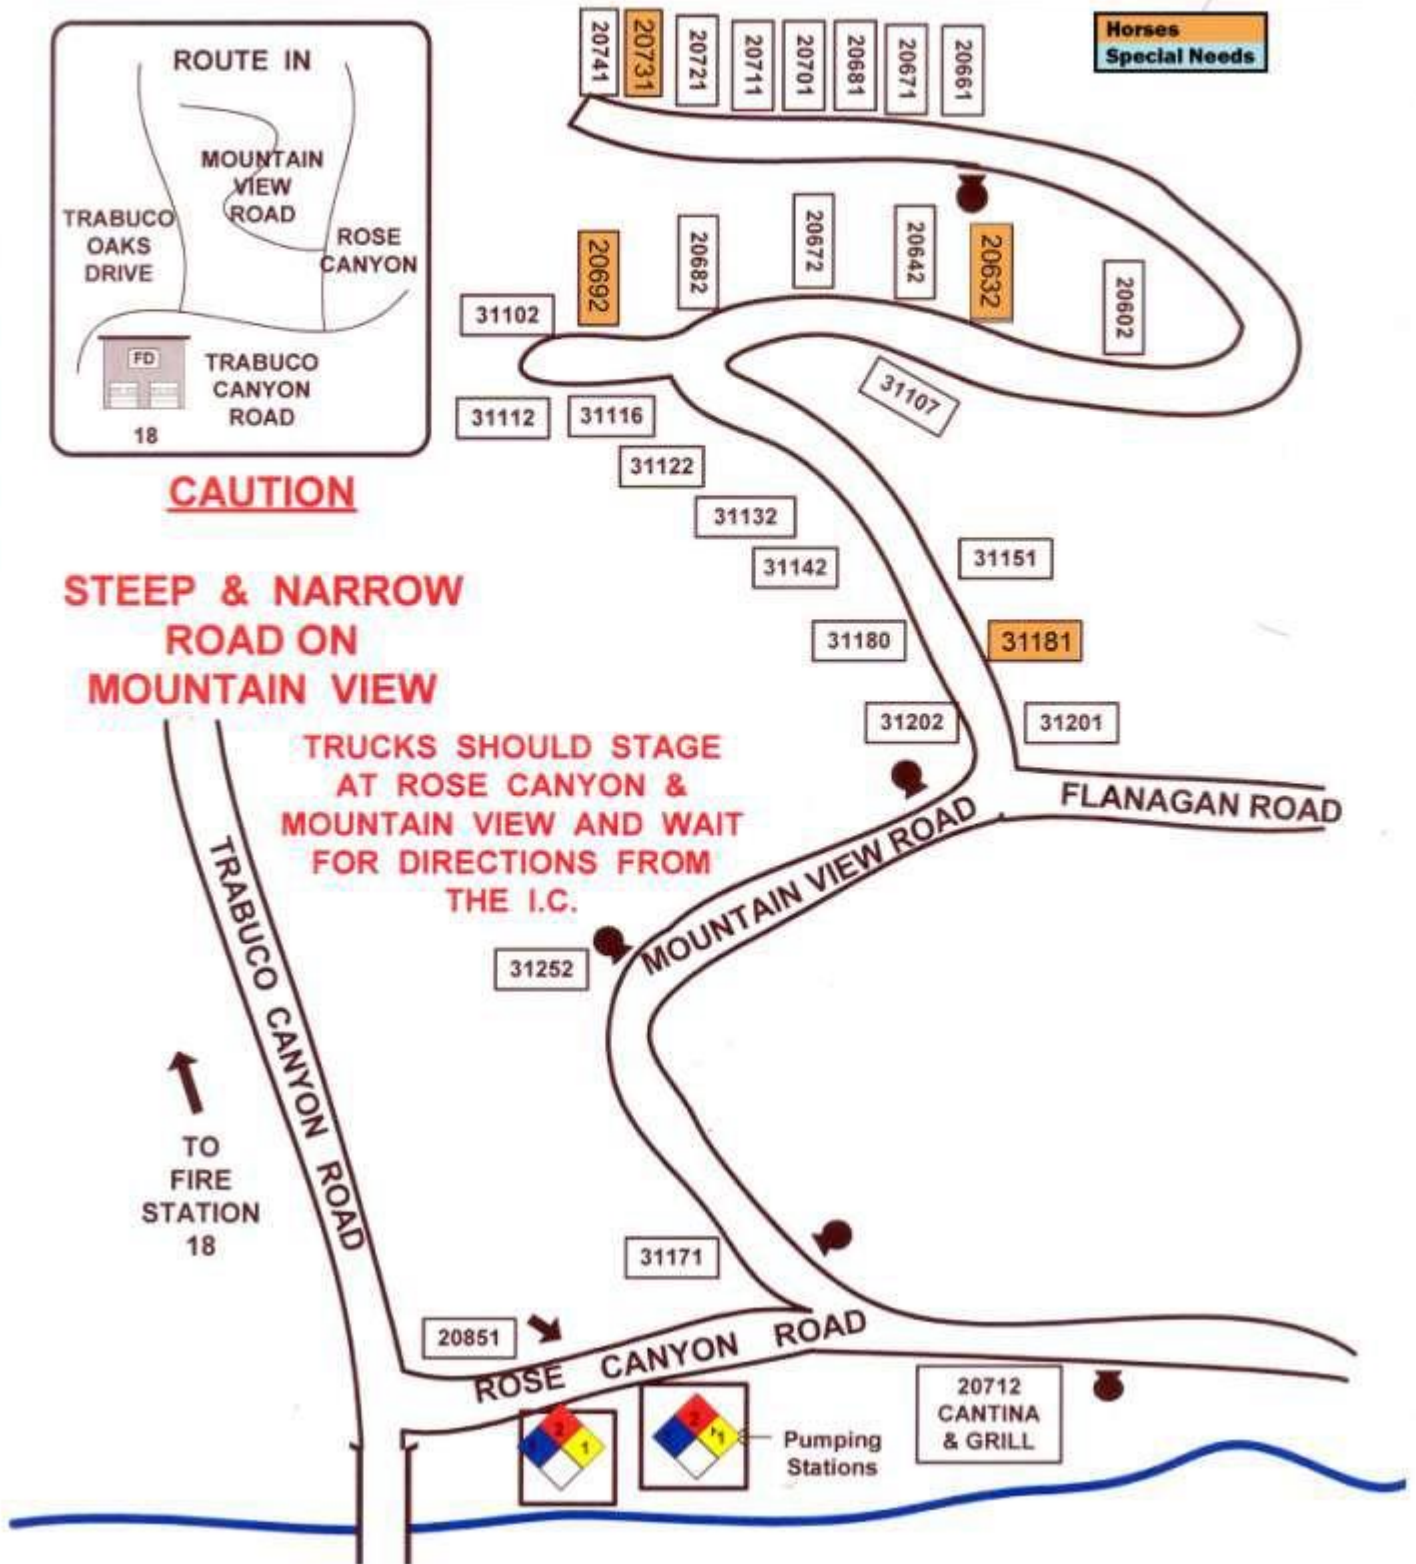 ROUTE IN
MOUNTAIN
VIEW
ROAD
TRABUCO
OAKS
DRIVE
ROSE
CANYON
FD
TRABUCO
CANYON
ROAD
18
Horses
Special Needs
20741
20731
20721
20711
20701
20681
20671
20661
20692
20682
20672
20642
20632
20602
31102
31112
31116
31107
31122
31132
31142
31151
31180
31181
31202
31201
CAUTION
STEEP & NARROW
ROAD ON
MOUNTAIN VIEW
TRUCKS SHOULD STAGE
AT ROSE CANYON &
MOUNTAIN VIEW AND WAIT
FOR DIRECTIONS FROM
THE I.C.
FLANAGAN ROAD
MOUNTAIN VIEW ROAD
31252
TRABUCO CANYON ROAD
TO
FIRE
STATION
18
31171
20851
ROSE CANYON ROAD
2
1
2
1
Pumping
Stations
20712
CANTINA
& GRILL